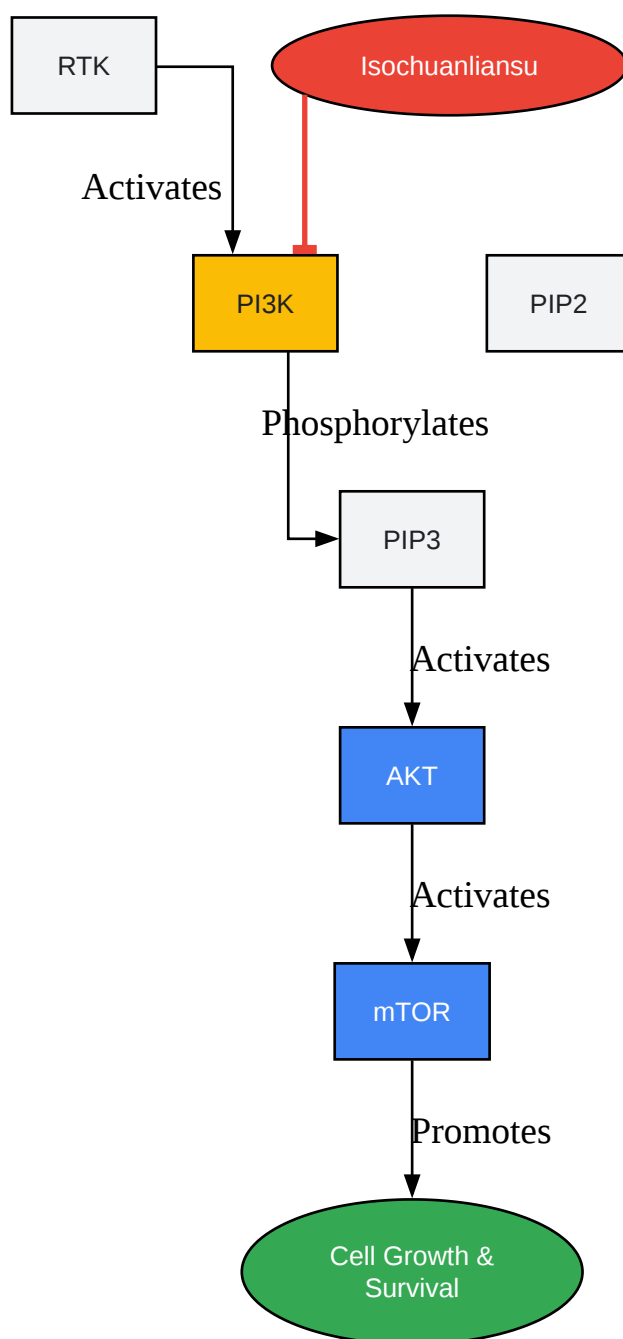 RTK
Isochuanliansu
Activates
PI3K
PIP2
Phosphorylates
PIP3
Activates
AKT
Activates
mTOR
Promotes
Cell Growth &
Survival